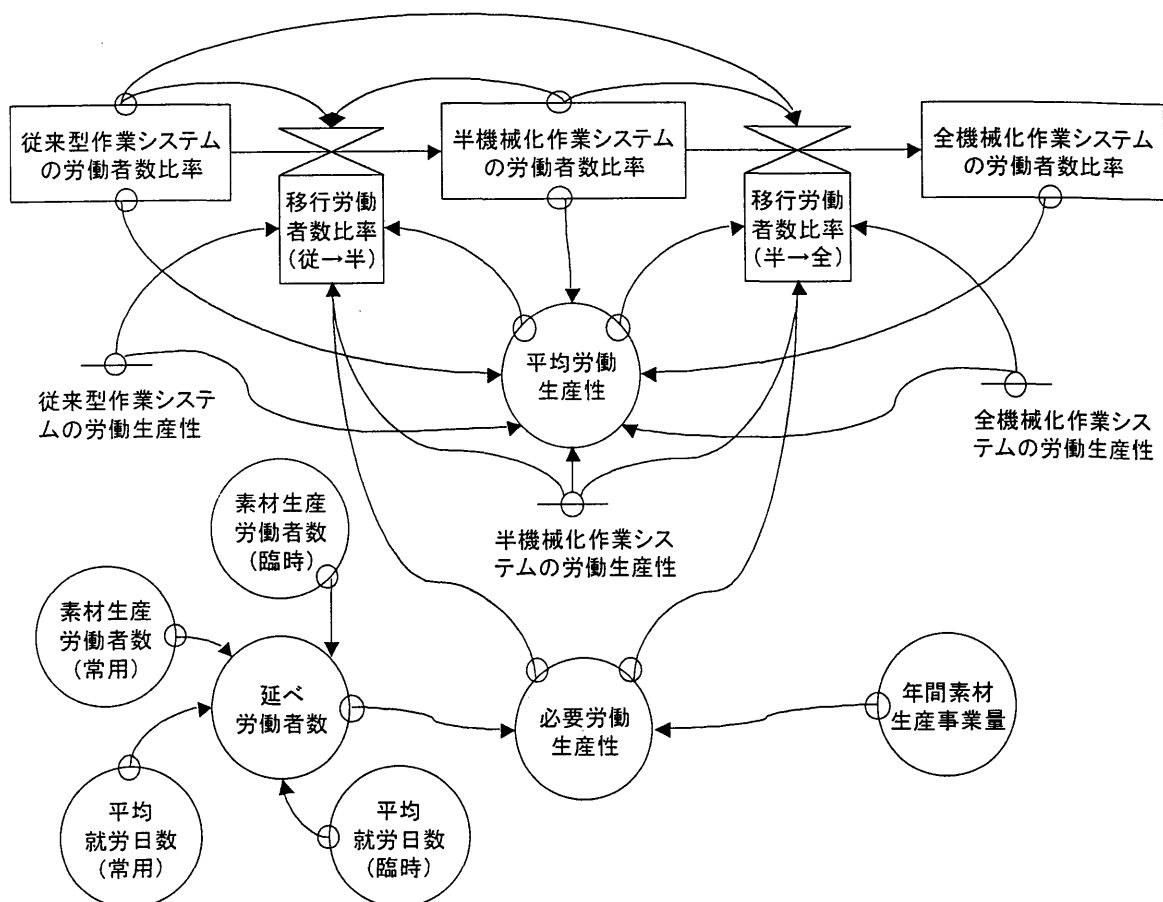 従来型作業システム
の労働者数比率
半機械化作業システム
の労働者数比率
全機械化作業システム
の労働者数比率
移行労働
者数比率
(従→半)
移行労働
者数比率
(半→全)
平均労働
生産性
従来型作業システ
ムの労働生産性
全機械化作業シス
テムの労働生産性
半機械化作業シス
テムの労働生産性
素材生産
労働者数
(臨時)
素材生産
労働者数
(常用)
延べ
労働者数
必要労働
生産性
年間素材
生産事業量
平均
就労日数
(常用)
平均
就労日数
(臨時)